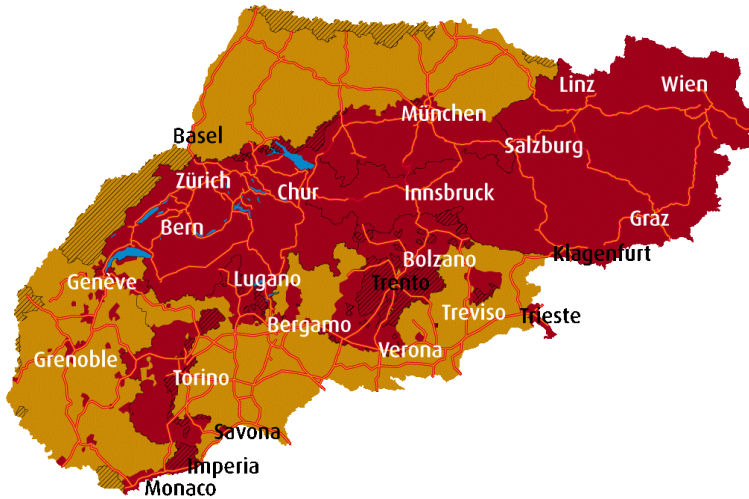 Linz
Wien
München
Basel
Salzburg
Zürich
Chur
Innsbruck
Bern
Graz
Klagenfurt
Bolzano
Genève
Lugano
Trento
Bergamo
Treviso
Trieste
Grenoble
Verona
Torino
Savona
Imperia
Monaco